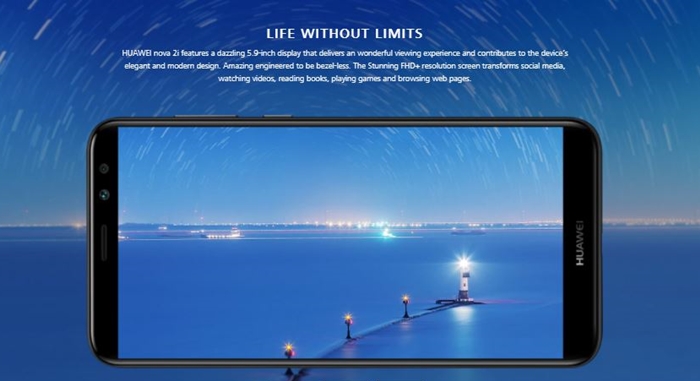 LIFE WITHOUT LIMITS
HUAWEI nova 2i features a dazzling 5.9-inch display that delivers an wonderful viewing experience and contributes to the device's
elegant and modern design. Amazing engineered to be bezel-less. The Stunning FHD+ resolution screen transforms social media,
watching videos, reading books, playing games and browsing web pages.
HUAWEI